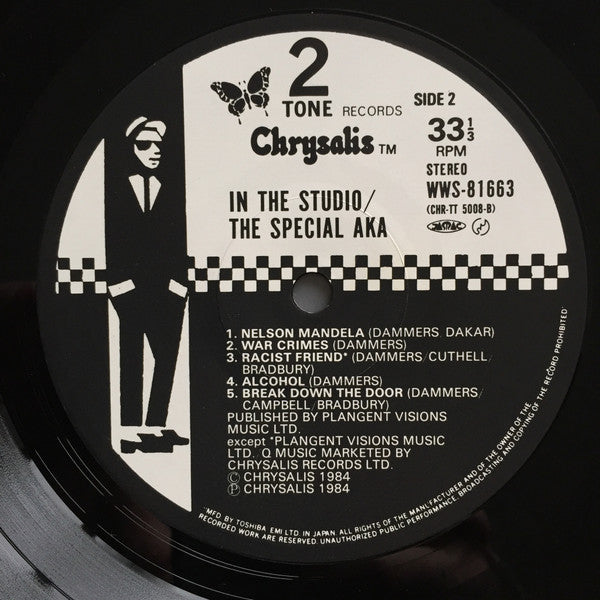 2
TONE RECORDS
Chrysalis TM
SIDE 2
33 1/3
RPM
STEREO
WWS-81663
(CHR-TT 5008-B)
IN THE STUDIO/
THE SPECIAL AKA
1. NELSON MANDELA (DAMMERS/DAKAR)
2. WAR CRIMES (DAMMERS)
3. RACIST FRIEND* (DAMMERS/CUTHELL/
BRADBURY)
4. ALCOHOL (DAMMERS)
5. BREAK DOWN THE DOOR (DAMMERS/
CAMPBELL/BRADBURY)
PUBLISHED BY PLANGENT VISIONS
MUSIC LTD.
except *PLANGENT VISIONS MUSIC
LTD. Q MUSIC MARKETED BY
CHRYSALIS RECORDS LTD.
Ⓒ CHRYSALIS 1984
Ⓟ CHRYSALIS 1984
MFD. BY TOSHIBA EMI LTD. IN JAPAN. ALL RIGHTS OF THE MANUFACTURER AND OF THE OWNER OF THE
RECORDED WORK ARE RESERVED. UNAUTHORIZED PUBLIC PERFORMANCE, BROADCASTING AND COPYING OF THE RECORD PROHIBITED